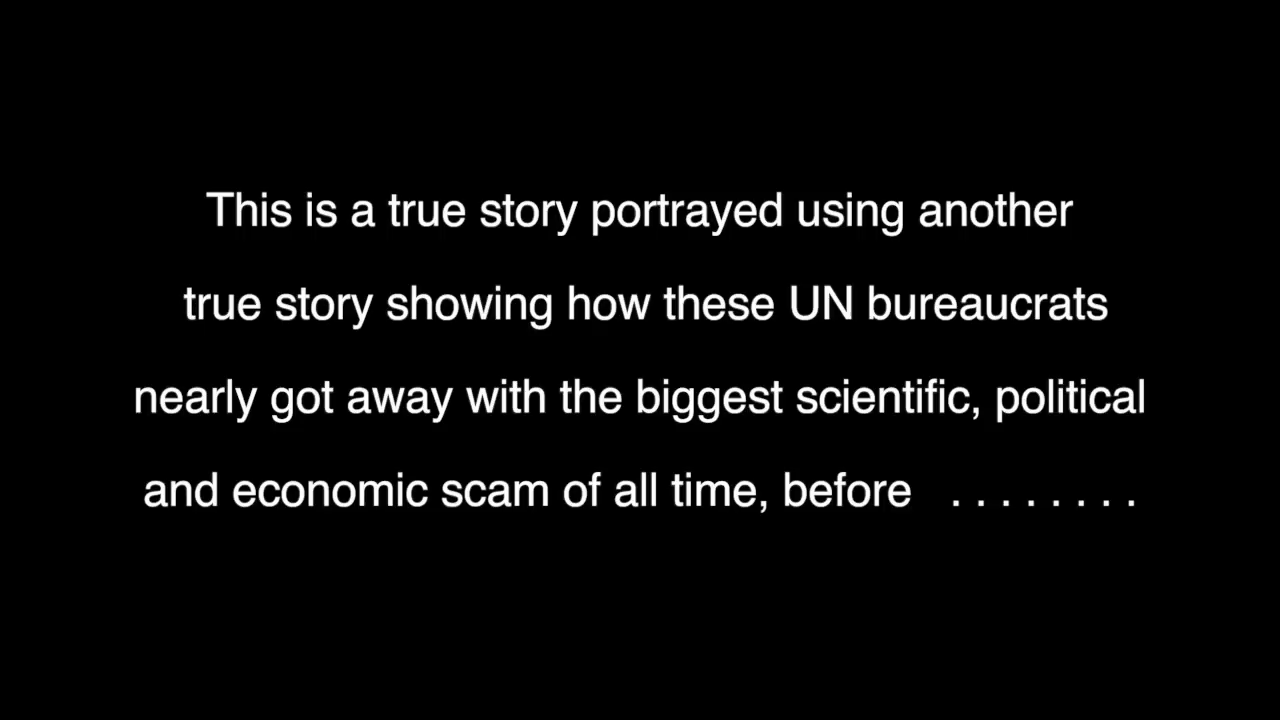 This is a true story portrayed using another
true story showing how these UN bureaucrats
nearly got away with the biggest scientific, political
and economic scam of all time, before . . . . . . . .